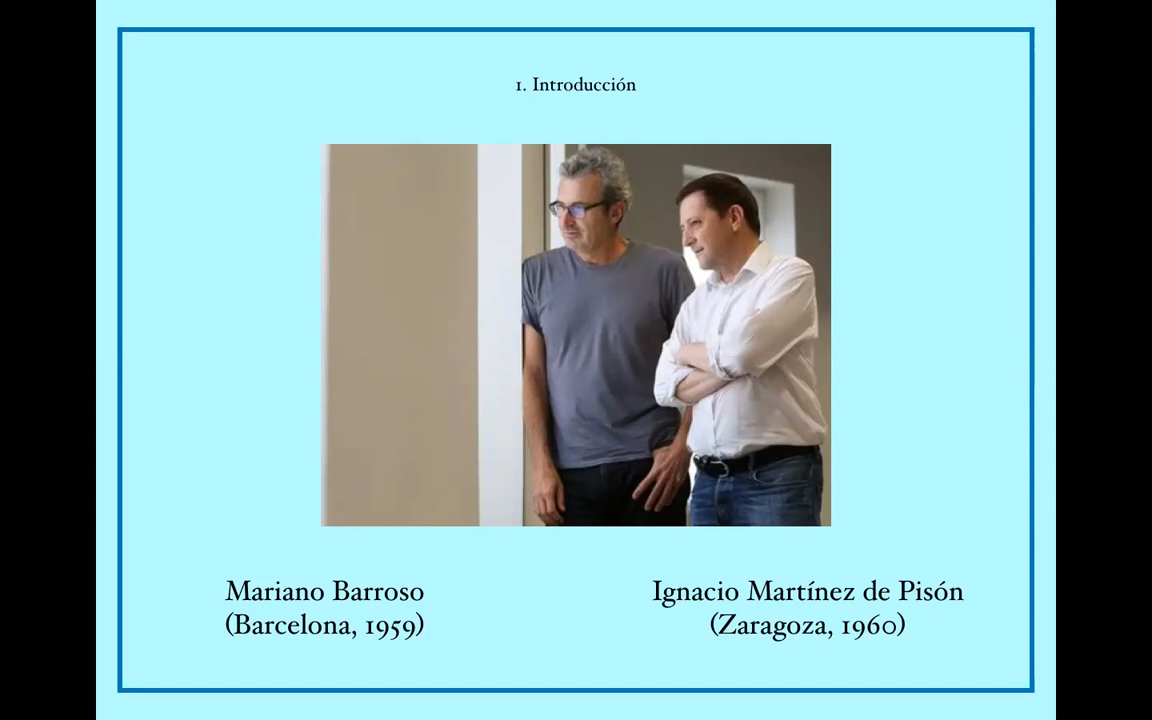 1. Introducción
Mariano Barroso
(Barcelona, 1959)
Ignacio Martínez de Pisón
(Zaragoza, 1960)